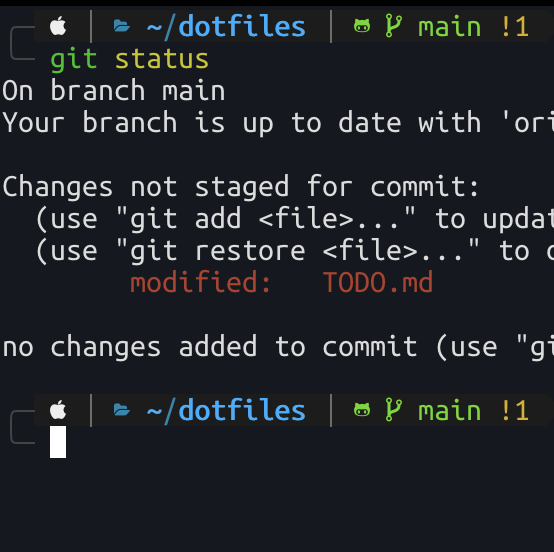 ~/dotfiles main !1
git status
On branch main
Your branch is up to date with 'ori
Changes not staged for commit:
(use "git add <file>..." to updat
(use "git restore <file>..." to
modified: TODO.md
no changes added to commit (use "gi
~/dotfiles main !1